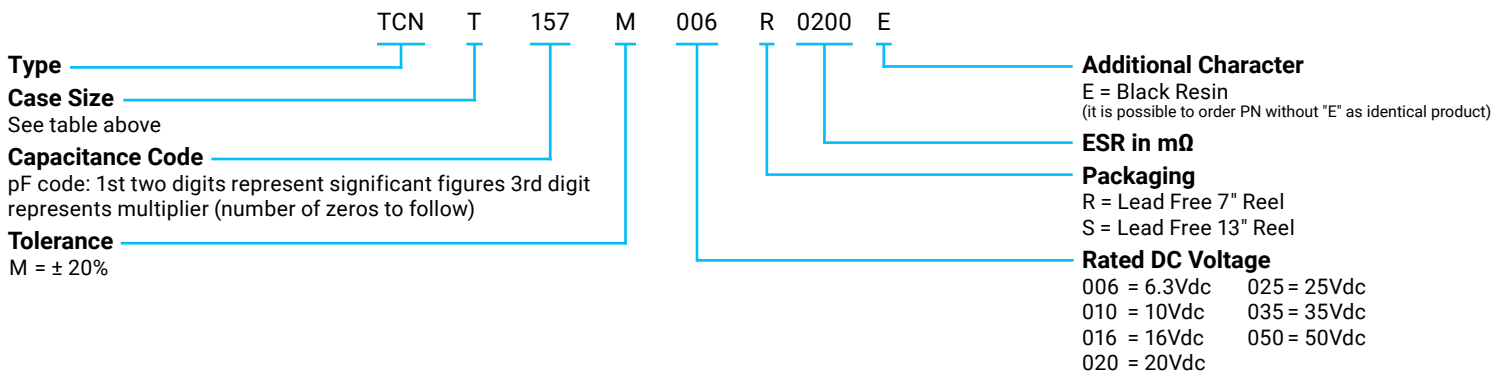 TCN T 157 M 006 R 0200 E
Type
Case Size
See table above
Capacitance Code
pF code: 1st two digits represent significant figures 3rd digit
represents multiplier (number of zeros to follow)
Tolerance
M = ± 20%
Additional Character
E = Black Resin
(it is possible to order PN without "E" as identical product)
ESR in mΩ
Packaging
R = Lead Free 7" Reel
S = Lead Free 13" Reel
Rated DC Voltage
006 = 6.3Vdc 025 = 25Vdc
010 = 10Vdc 035 = 35Vdc
016 = 16Vdc 050 = 50Vdc
020 = 20Vdc